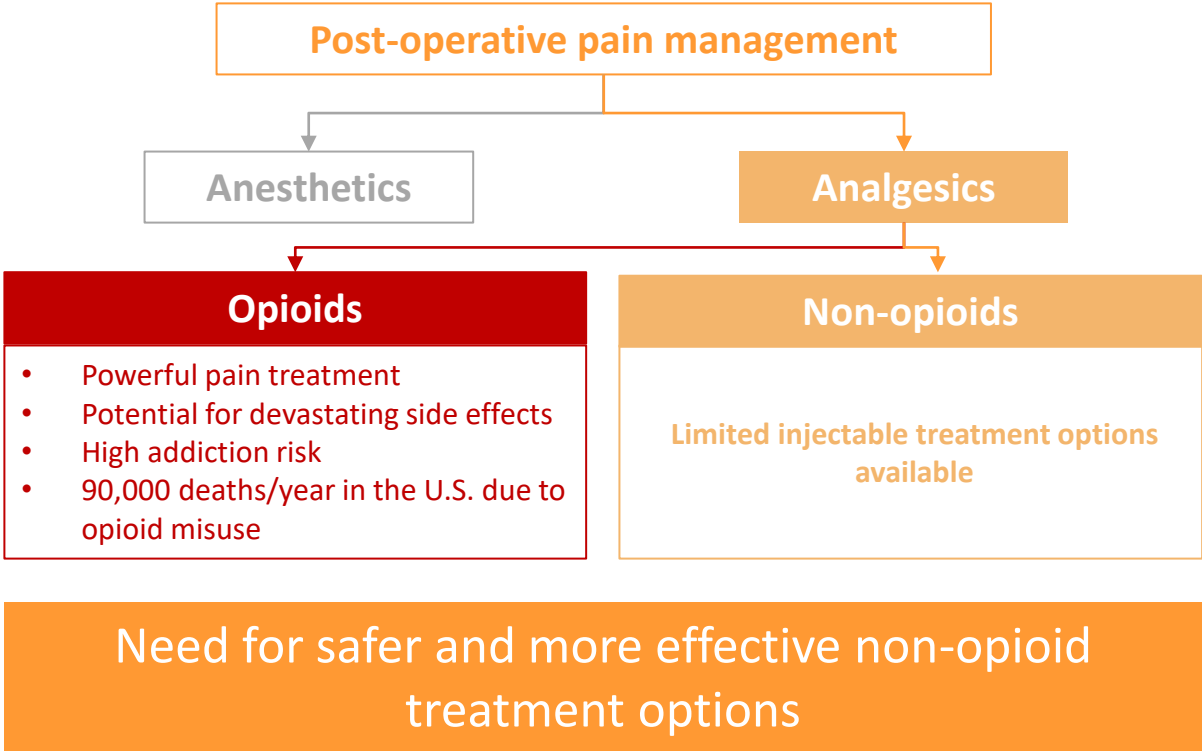 Post-operative pain management
Anesthetics
Analgesics
Opioids
• Powerful pain treatment
• Potential for devastating side effects
• High addiction risk
• 90,000 deaths/year in the U.S. due to
opioid misuse
Non-opioids
Limited injectable treatment options
available
Need for safer and more effective non-opioid
treatment options